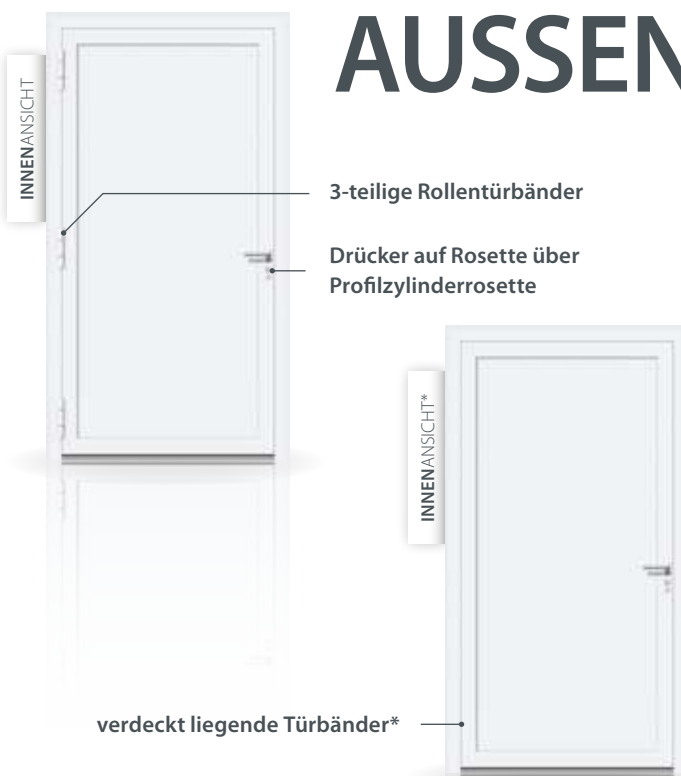 AUSSEN
INNENANSICHT
3-teilige Rollentürbänder
Drücker auf Rosette über
Profilzylinderrosette
INNENANSICHT*
verdeckt liegende Türbänder*